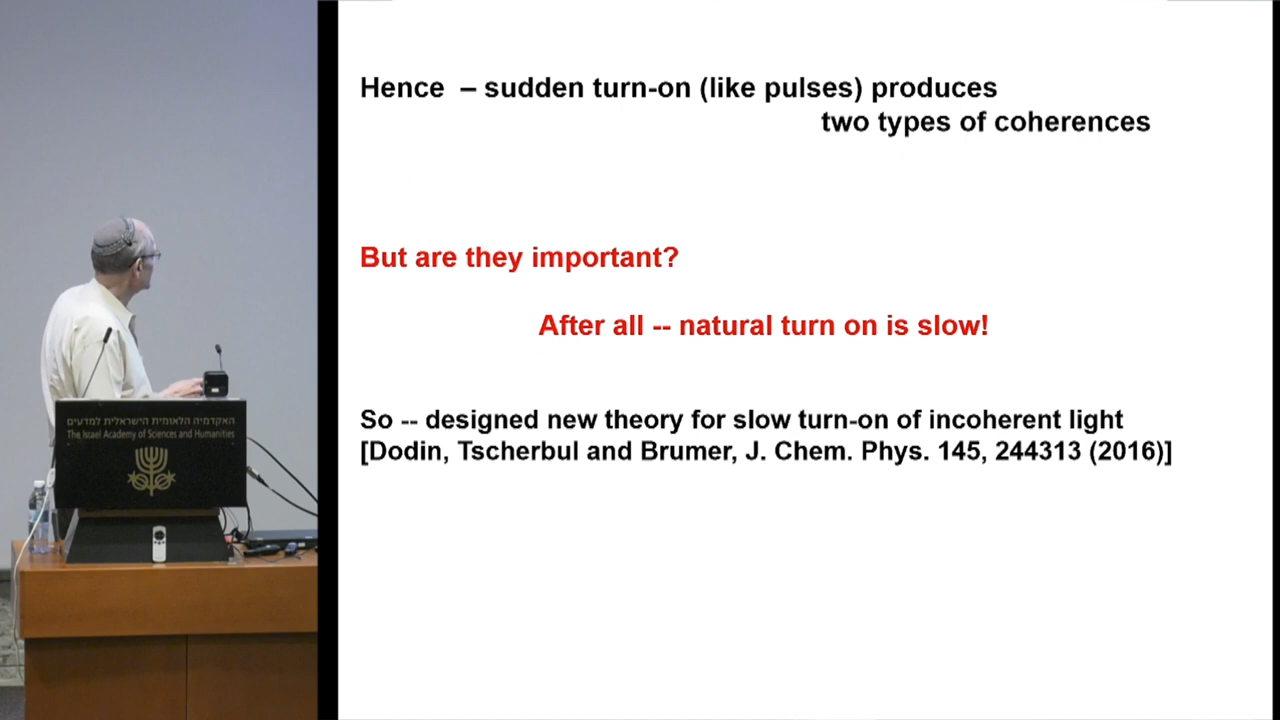 Hence – sudden turn-on (like pulses) produces
two types of coherences
But are they important?
After all -- natural turn on is slow!
So -- designed new theory for slow turn-on of incoherent light
[Dodin, Tscherbul and Brumer, J. Chem. Phys. 145, 244313 (2016)]
האקדמיה הלאומית הישראלית למדעים
The Israel Academy of Sciences and Humanities